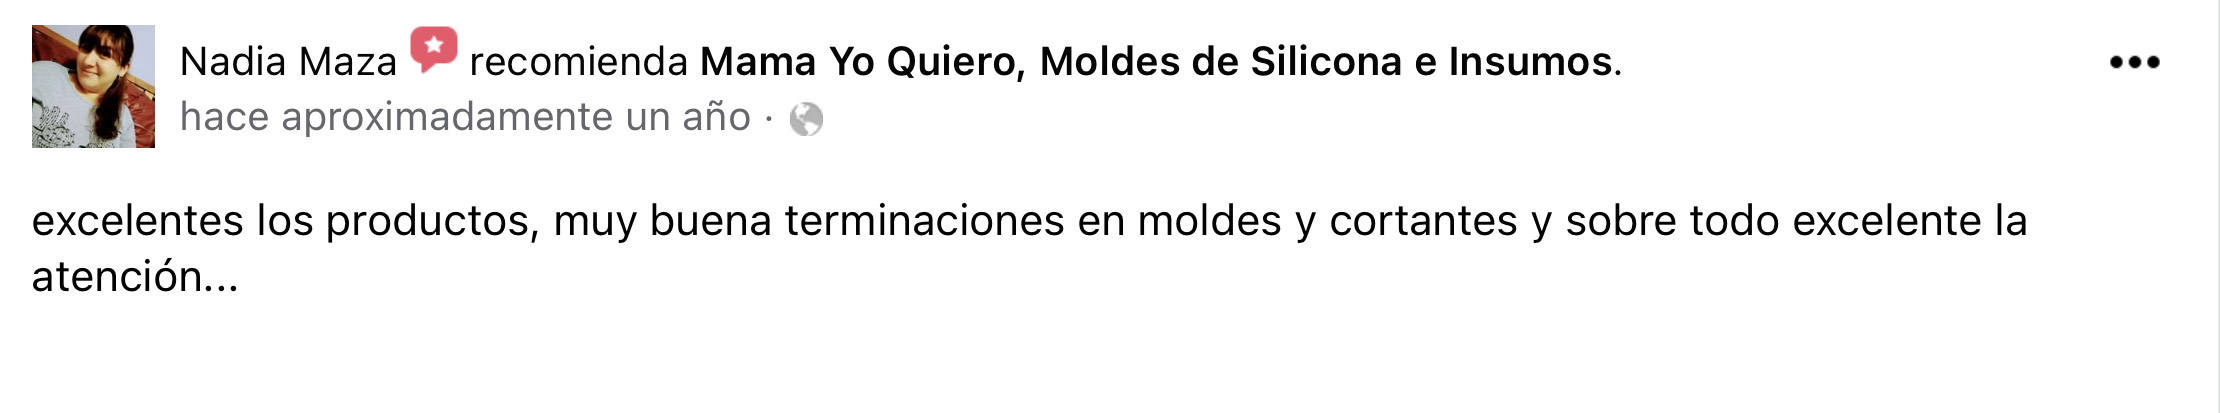 Nadia Maza recomienda Mama Yo Quiero, Moldes de Silicona e Insumos.
hace aproximadamente un año ·
excelentes los productos, muy buena terminaciones en moldes y cortantes y sobre todo excelente la
atención...